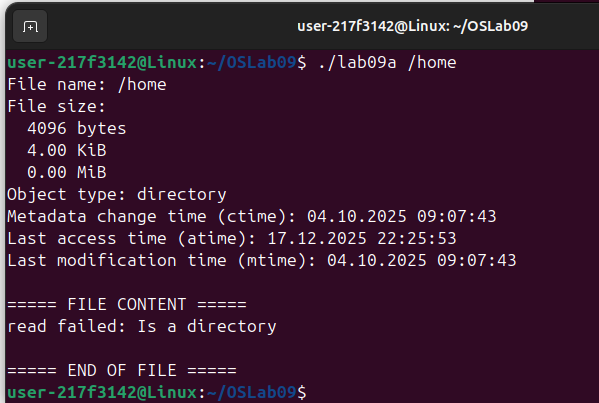 user-217f3142@Linux: ~/OSLab09
user-217f3142@Linux:~/OSLab09$ ./lab09a /home
File name: /home
File size:
  4096 bytes
  4.00 KiB
  0.00 MiB
Object type: directory
Metadata change time (ctime): 04.10.2025 09:07:43
Last access time (atime): 17.12.2025 22:25:53
Last modification time (mtime): 04.10.2025 09:07:43

===== FILE CONTENT =====
read failed: Is a directory

===== END OF FILE =====
user-217f3142@Linux:~/OSLab09$